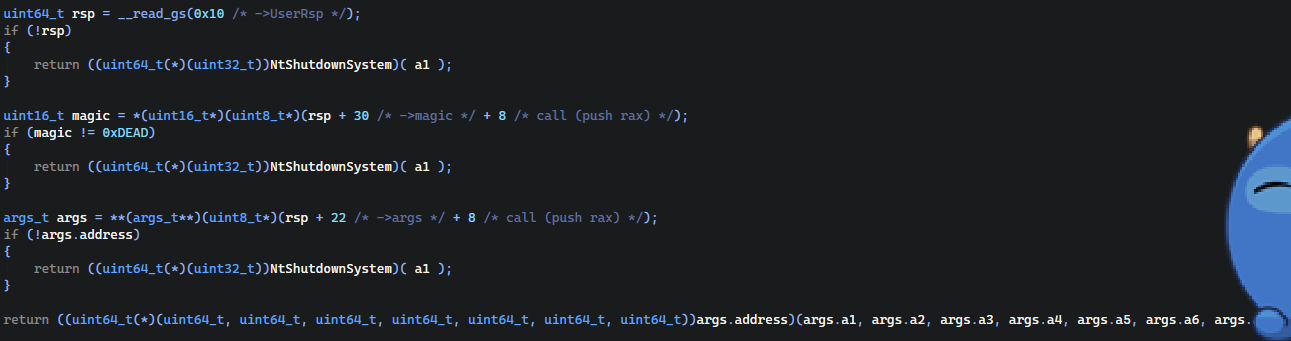 uint64_t rsp = __read_gs(0x10 /* ->UserRsp */);
if (!rsp)
{
    return ((uint64_t(*)(uint32_t))NtShutdownSystem)( a1 );
}
uint16_t magic = *(uint16_t*)(uint8_t*)(rsp + 30 /* ->magic */ + 8 /* call (push rax) */);
if (magic != 0xDEAD)
{
    return ((uint64_t(*)(uint32_t))NtShutdownSystem)( a1 );
}
args_t args = **(args_t**)(uint8_t*)(rsp + 22 /* ->args */ + 8 /* call (push rax) */);
if (!args.address)
{
    return ((uint64_t(*)(uint32_t))NtShutdownSystem)( a1 );
}
return ((uint64_t(*)(uint64_t, uint64_t, uint64_t, uint64_t, uint64_t, uint64_t, uint64_t))args.address)(args.a1, args.a2, args.a3, args.a4, args.a5, args.a6, args.